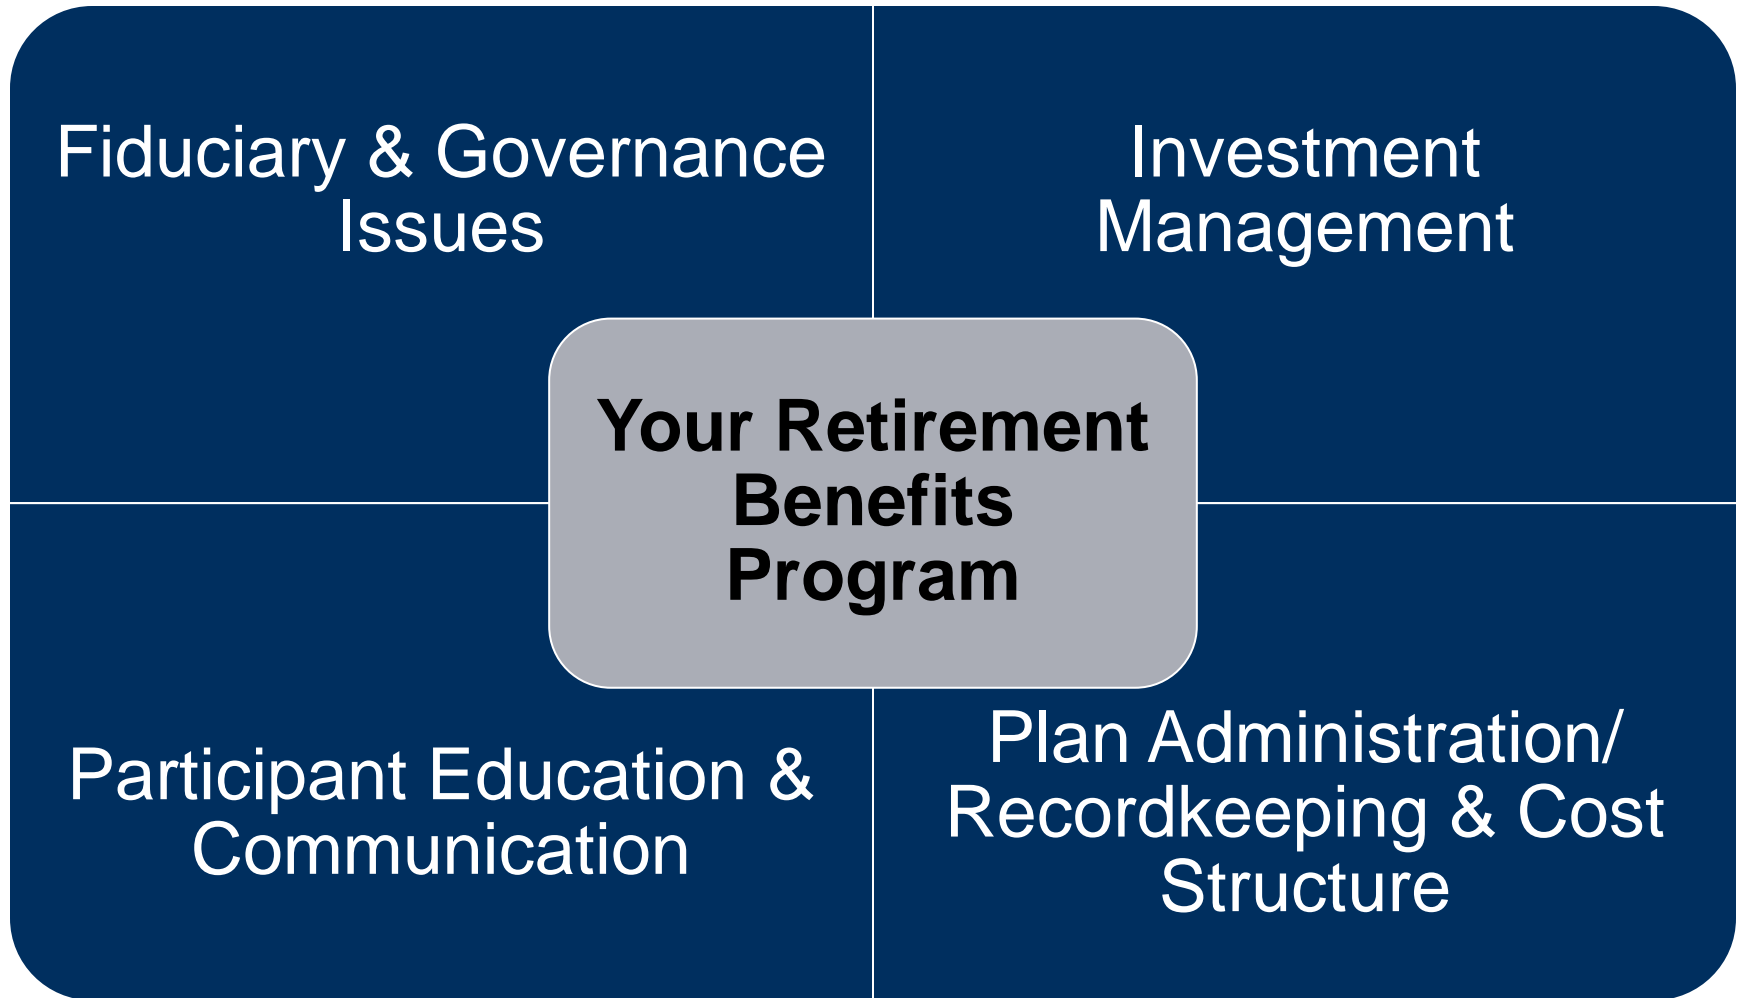 Fiduciary & Governance
Issues
Investment
Management
Your Retirement
Benefits
Program
Participant Education &
Communication
Plan Administration/
Recordkeeping & Cost
Structure